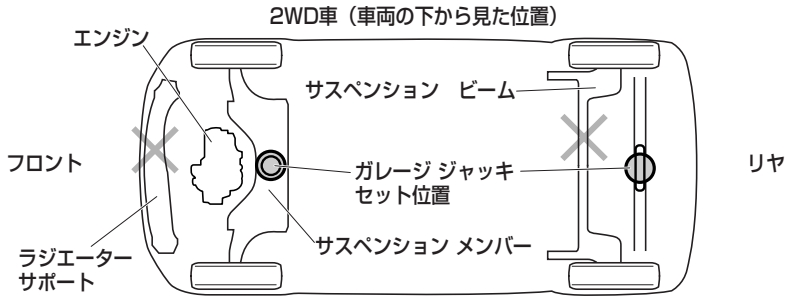 2WD車（車両の下から見た位置）
エンジン
サスペンション　ビーム
フロント
ガレージ ジャッキ
セット位置
リヤ
サスペンション メンバー
ラジエーター
サポート